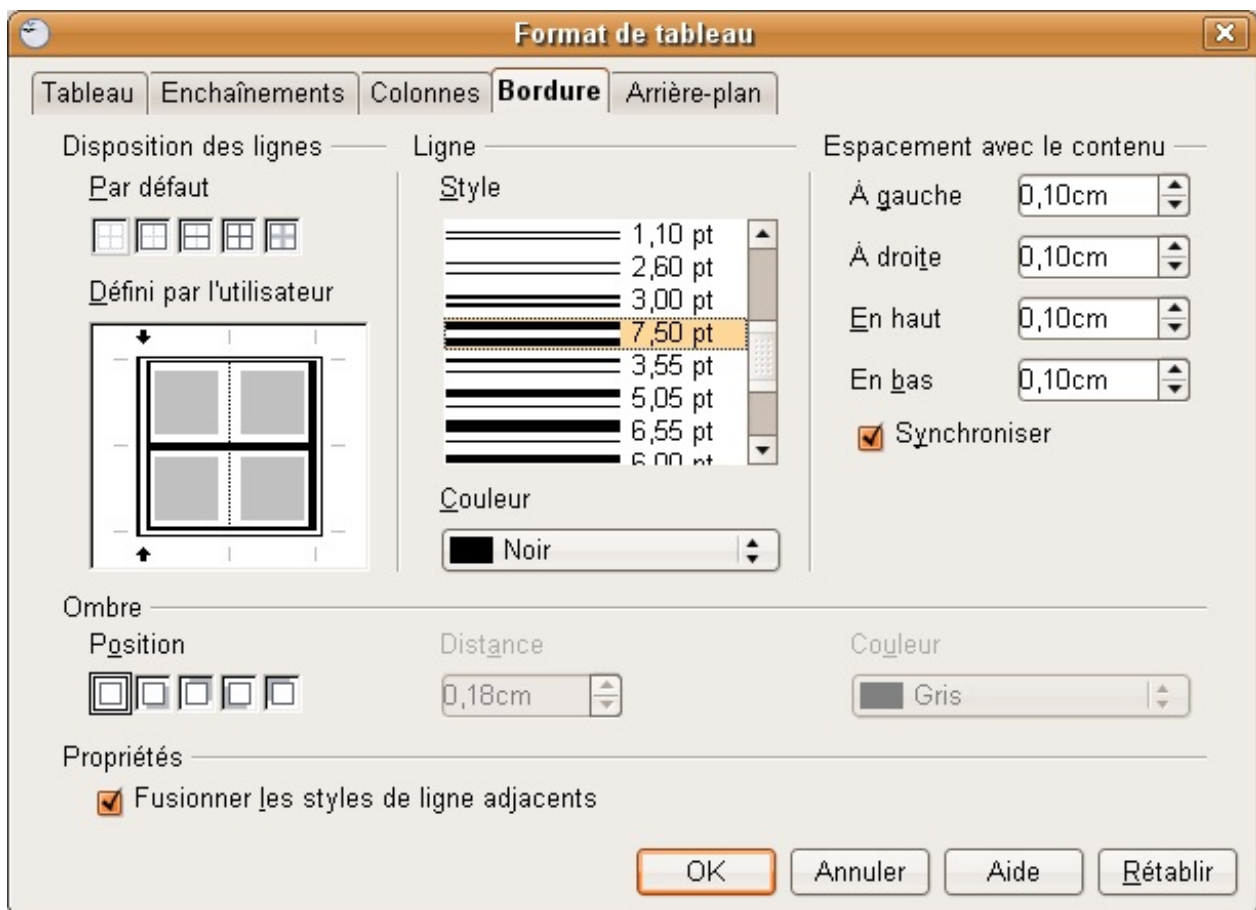 Format de tableau
Tableau Enchaînements Colonnes Bordure Arrière-plan
Disposition des lignes
Par défaut
Défini par l'utilisateur
Ligne
Style
1,10 pt
2,60 pt
3,00 pt
7,50 pt
3,55 pt
5,05 pt
6,55 pt
6,00 pt
Couleur
Noir
Espacement avec le contenu
À gauche 0,10cm
À droite 0,10cm
En haut 0,10cm
En bas 0,10cm
Synchroniser
Ombre
Position
Distance
0,18cm
Couleur
Gris
Propriétés
Fusionner les styles de ligne adjacents
OK Annuler Aide Rétablir